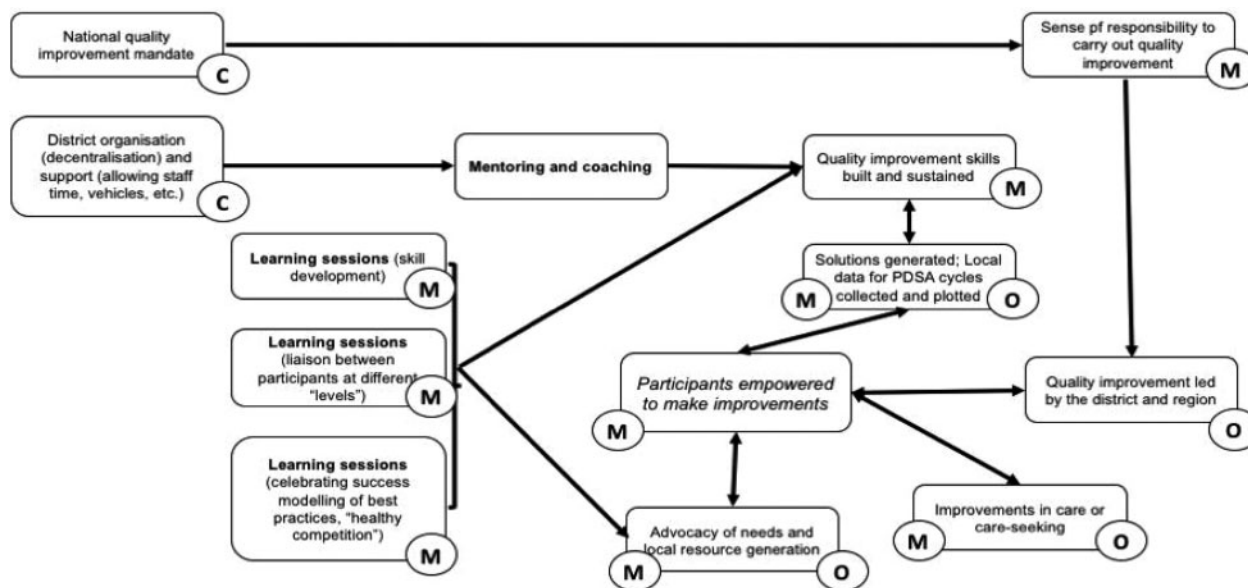 National quality
improvement mandate
C
Sense pf responsibility to
carry out quality
improvement
M
District organisation
(decentralisation) and
support (allowing staff
time, vehicles, etc.)
C
Mentoring and coaching
Quality improvement skills
built and sustained
M
Learning sessions (skill
development)
M
Solutions generated; Local
data for PDSA cycles
collected and plotted
M
O
Learning sessions
(liaison between
participants at different
“levels”)
M
Participants empowered
to make improvements
M
Quality improvement led
by the district and region
O
Learning sessions
(celebrating success
modelling of best
practices, “healthy
competition”)
M
Advocacy of needs and
local resource generation
M
O
Improvements in care or
care-seeking
M
O